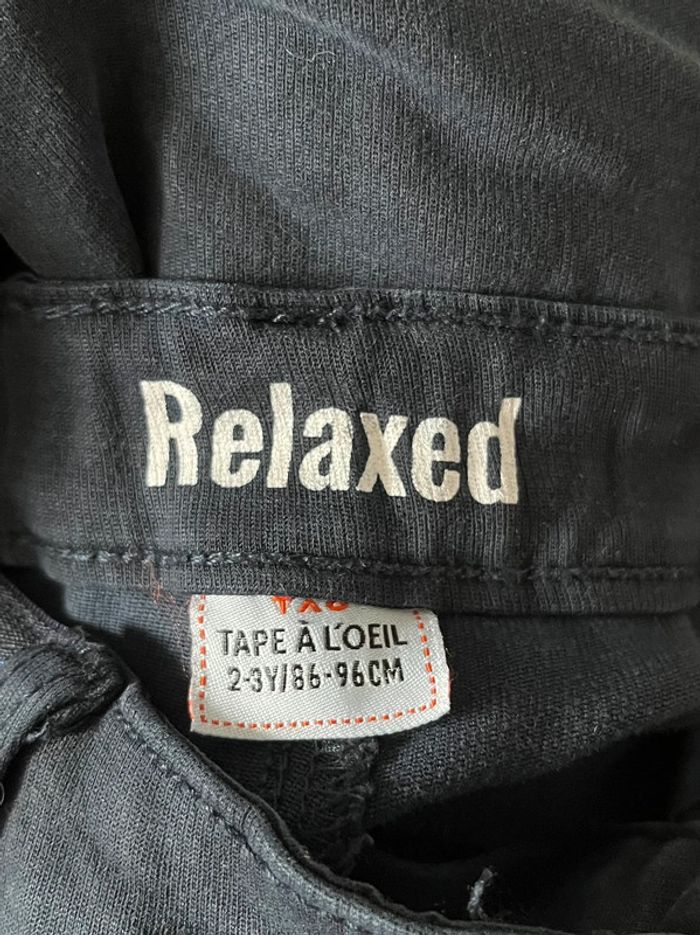 Relaxed
TAPE À L'OEIL
2-3Y/86-96CM